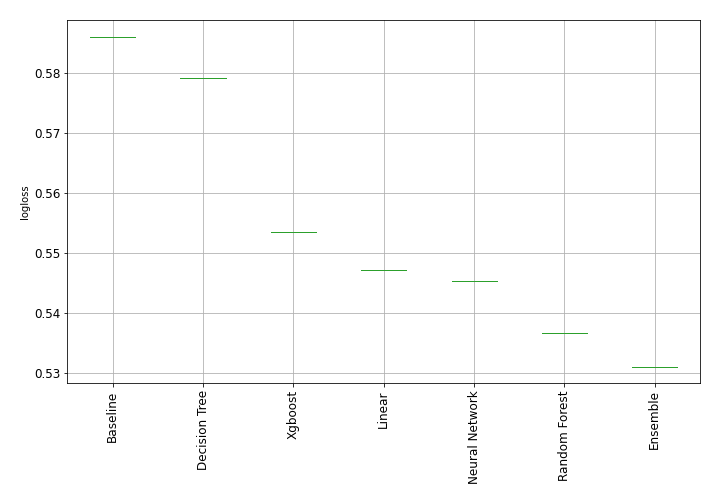 0.58
0.57
0.56
0.55
0.54
0.53
logloss
Baseline
Decision Tree
Xgboost
Linear
Neural Network
Random Forest
Ensemble